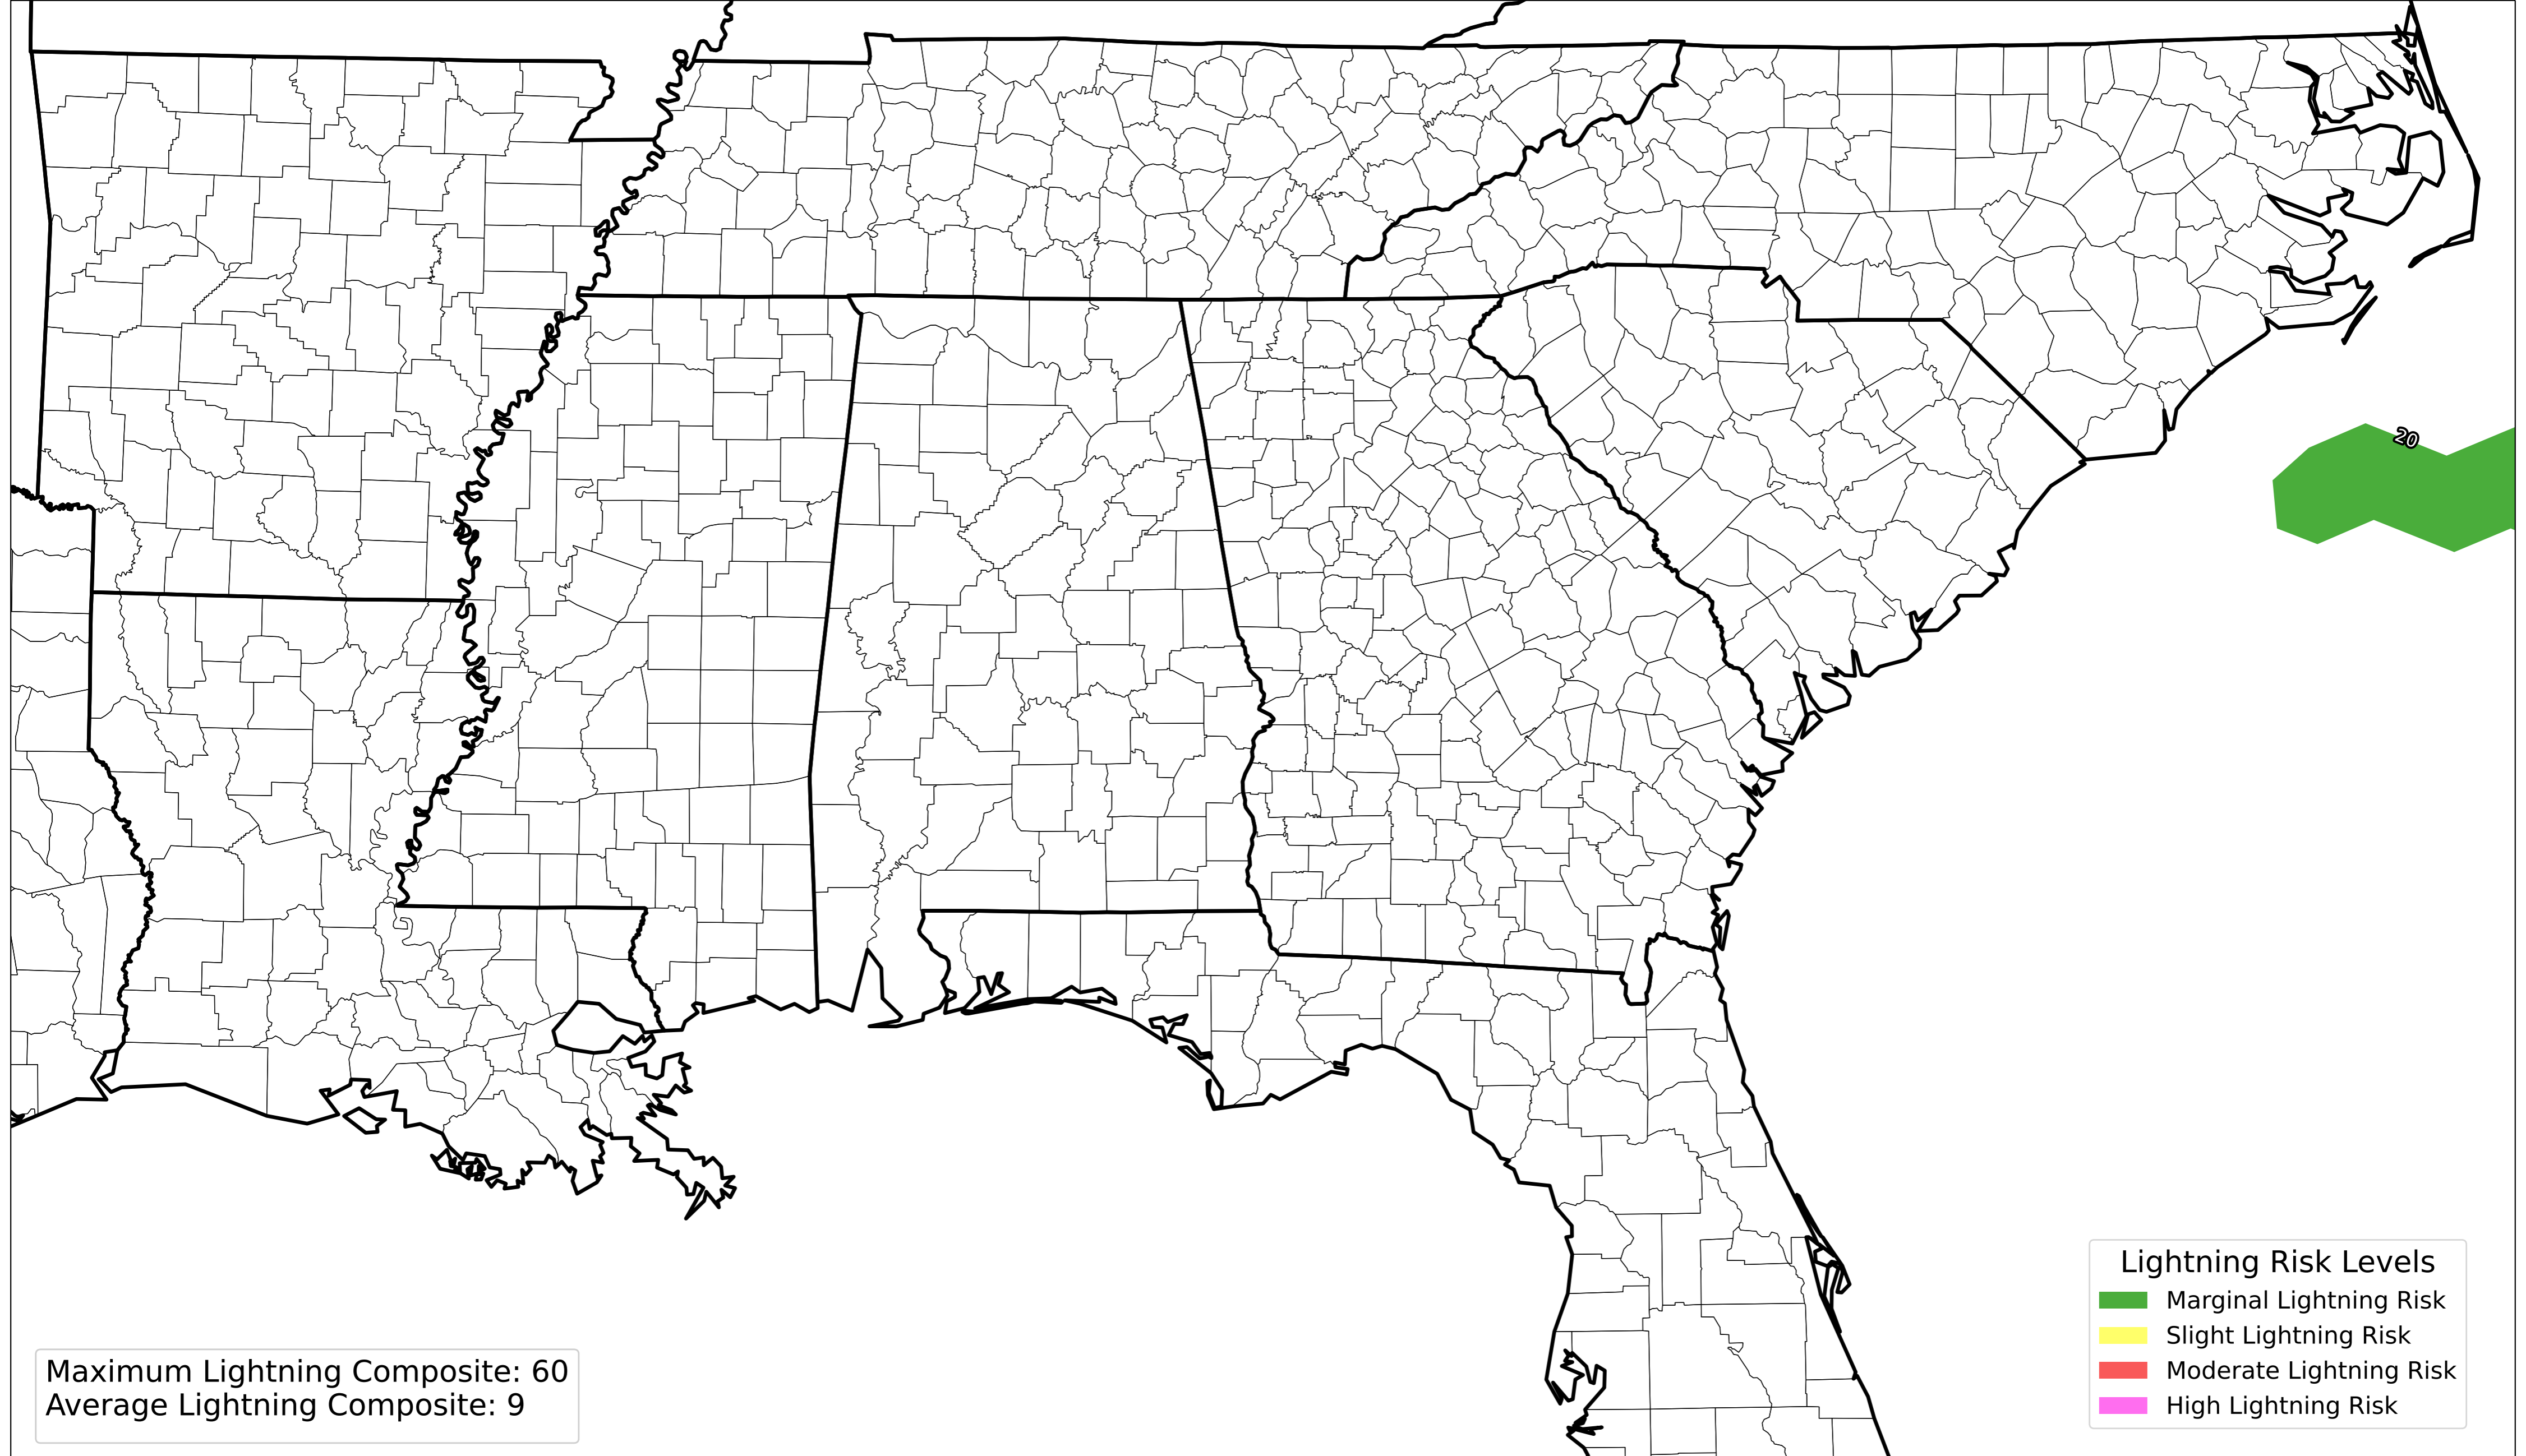 20
Lightning Risk Levels
Marginal Lightning Risk
Slight Lightning Risk
Moderate Lightning Risk
High Lightning Risk
Maximum Lightning Composite: 60
Average Lightning Composite: 9